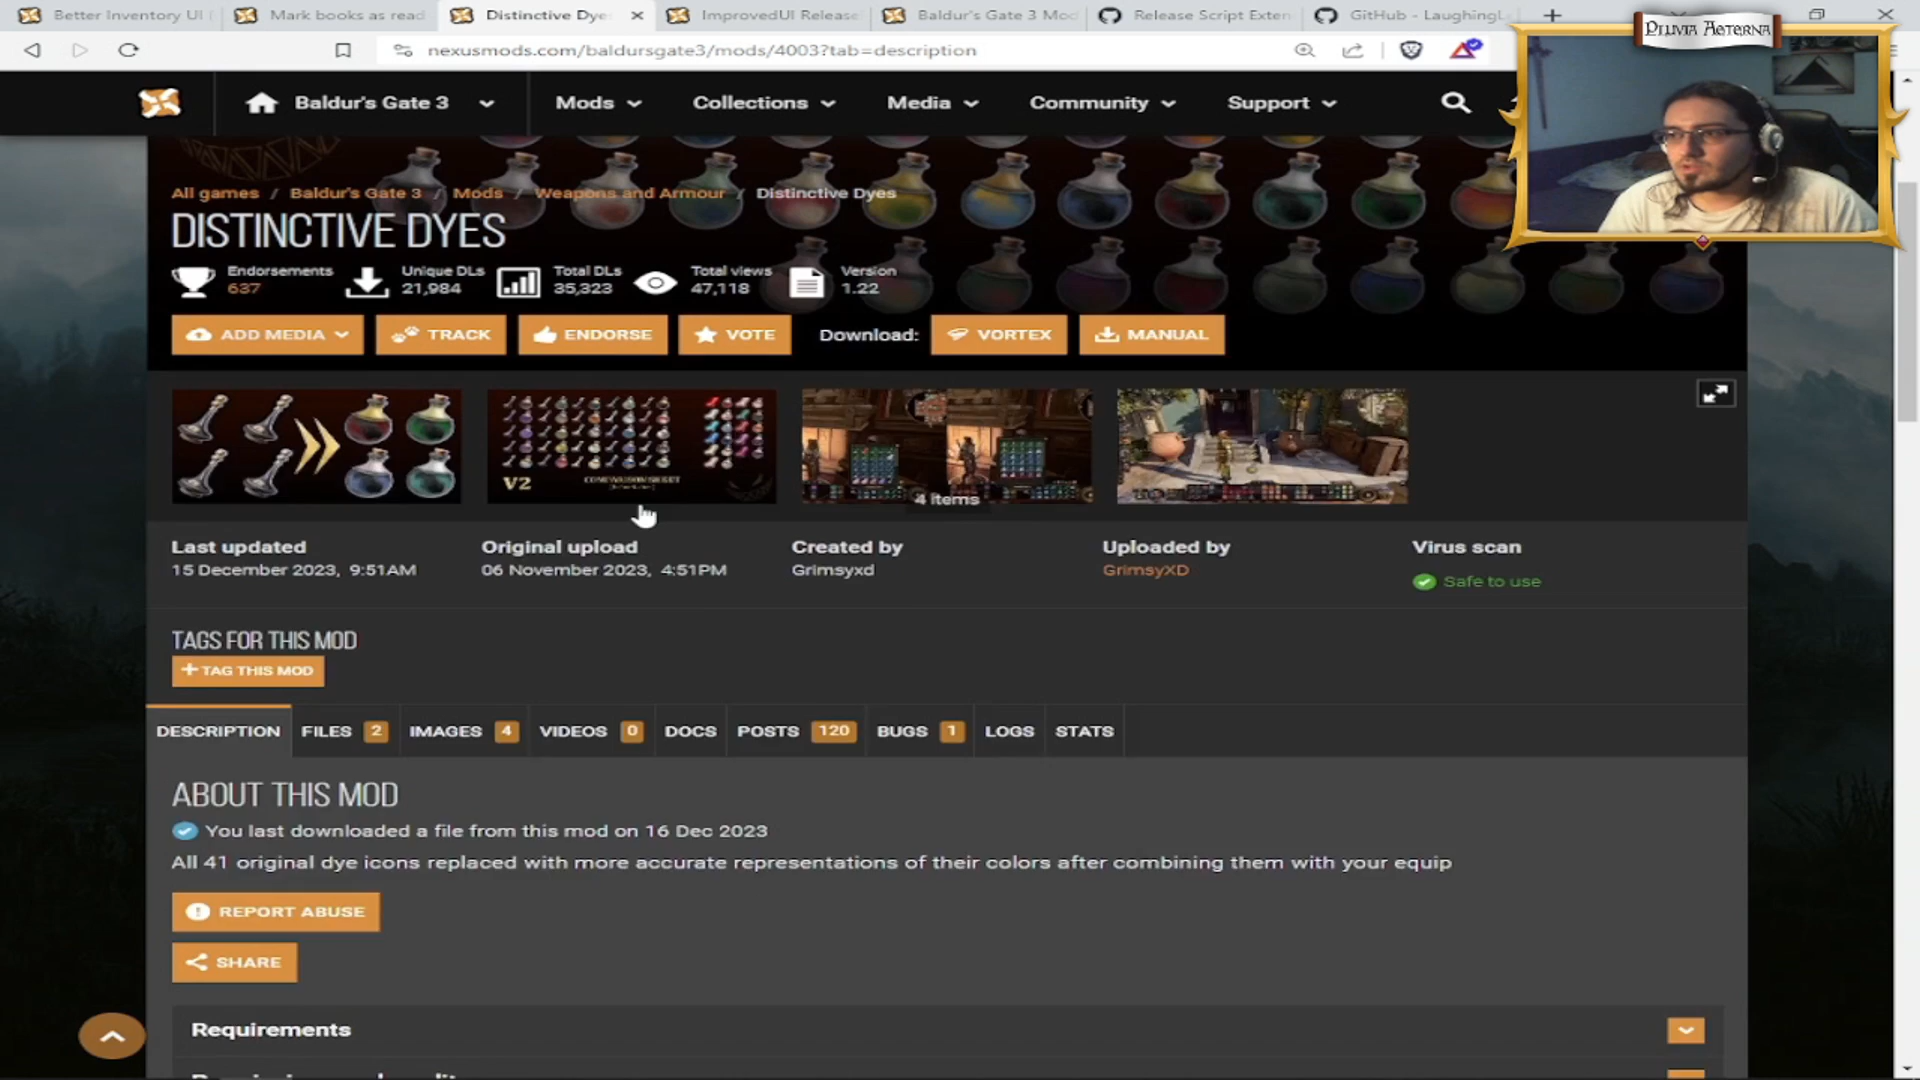 Better Inventory UI
Mark books as read
Distinctive Dye
ImprovedUI Release
Baldur's Gate 3 Mod
Release Script Exten
GitHub - LaughingL
nexusmods.com/baldursgate3/mods/4003?tab=description
Pluvia Aeterna
Baldur's Gate 3
Mods
Collections
Media
Community
Support
All games / Baldur's Gate 3 / Mods / Weapons and Armour / Distinctive Dyes
DISTINCTIVE DYES
Endorsements
637
Unique DLs
21,984
Total DLs
35,323
Total views
47,118
Version
1.22
ADD MEDIA
TRACK
ENDORSE
VOTE
Download:
VORTEX
MANUAL
V2
COMPARISON SHEET
4 items
Last updated
15 December 2023, 9:51AM
Original upload
06 November 2023, 4:51PM
Created by
Grimsyxd
Uploaded by
GrimsyXD
Virus scan
Safe to use
TAGS FOR THIS MOD
+ TAG THIS MOD
DESCRIPTION
FILES 2
IMAGES 4
VIDEOS 0
DOCS
POSTS 120
BUGS 1
LOGS
STATS
ABOUT THIS MOD
You last downloaded a file from this mod on 16 Dec 2023
All 41 original dye icons replaced with more accurate representations of their colors after combining them with your equip
REPORT ABUSE
SHARE
Requirements